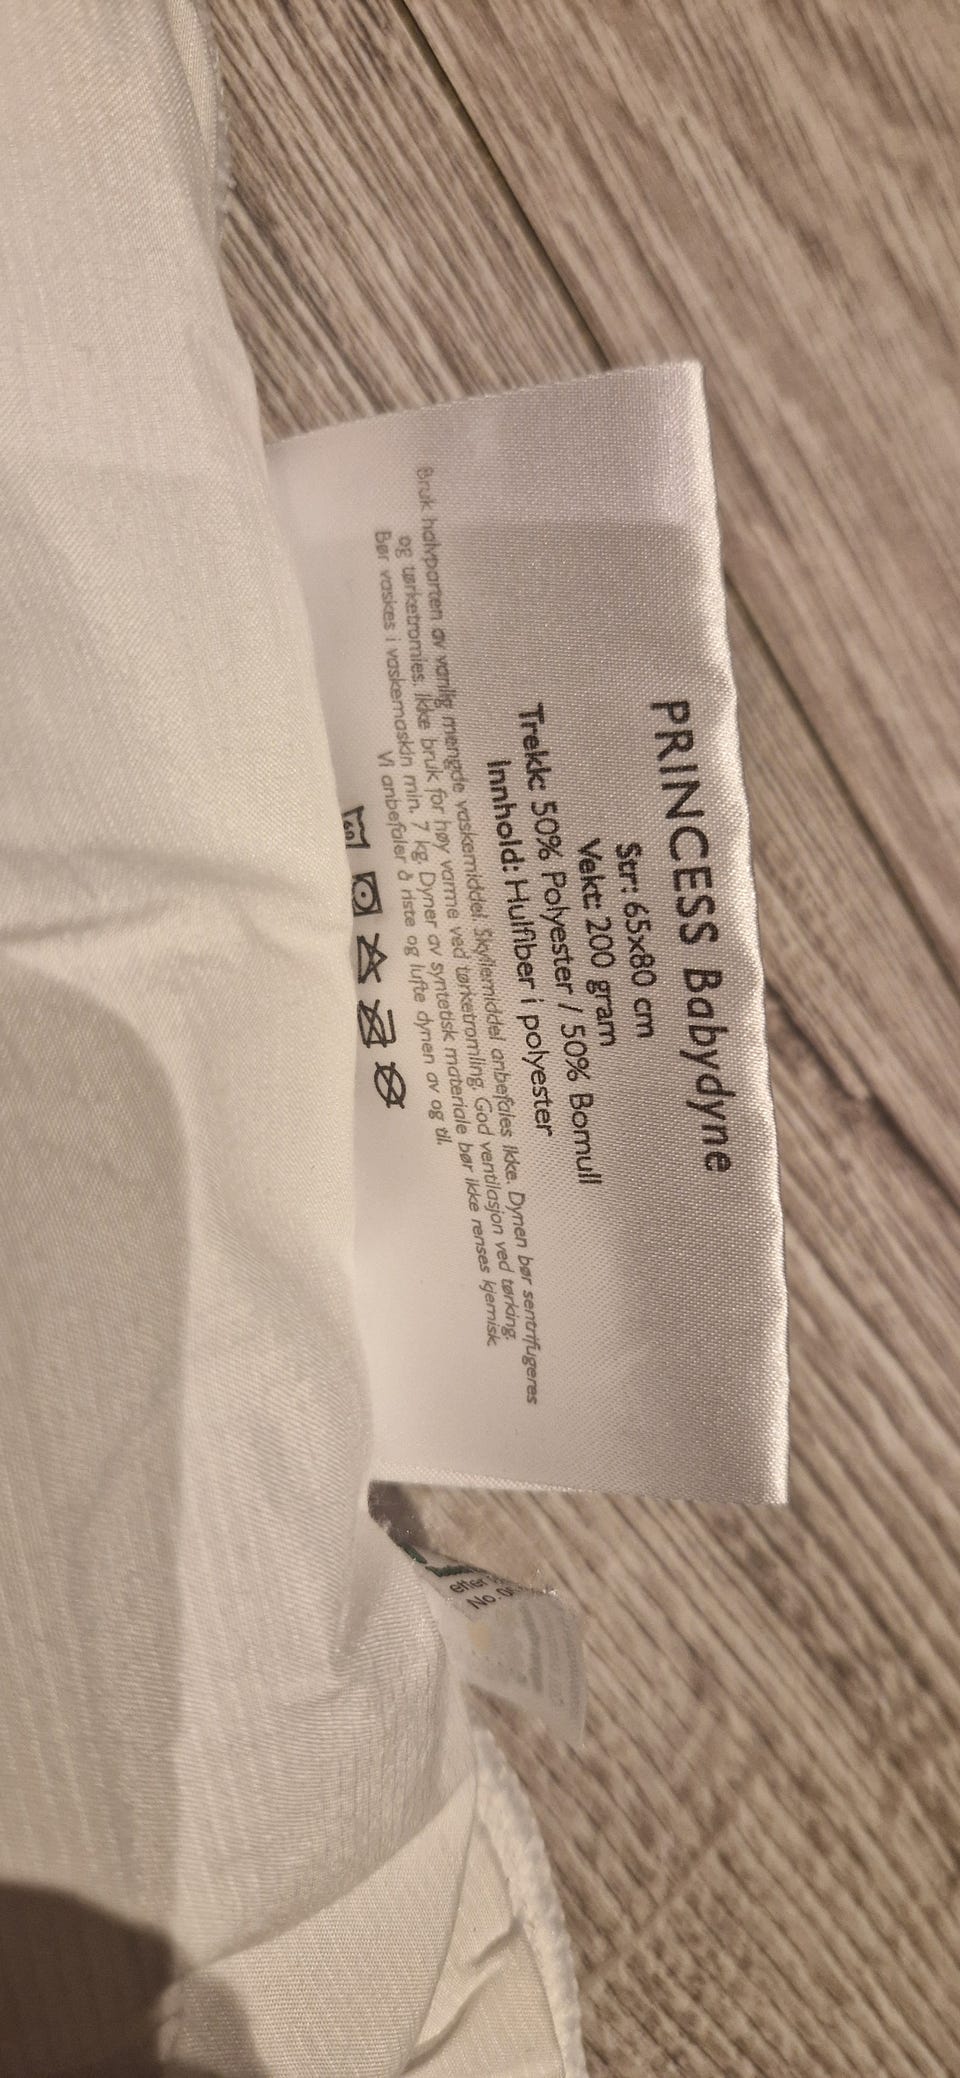 PRINCESS Babydyne
Str: 65x80 cm
Vekt: 200 gram
Trekk: 50% Polyester / 50% Bomull
Innhold: Hulfiber i polyester
Bruk halvparten av vanlig mengde vaskemiddel. Skyllemiddel anbefales ikke. Dynen bør sentrifugeres
og tørketromles. Ikke bruk for høy varme ved tørketromling. God ventilasjon ved tørking.
Bør vaskes i vaskemaskin min. 7 kg. Dyner av syntetisk materiale bør ikke renses kjemisk.
Vi anbefaler å riste og lufte dynen av og til.
60
No.